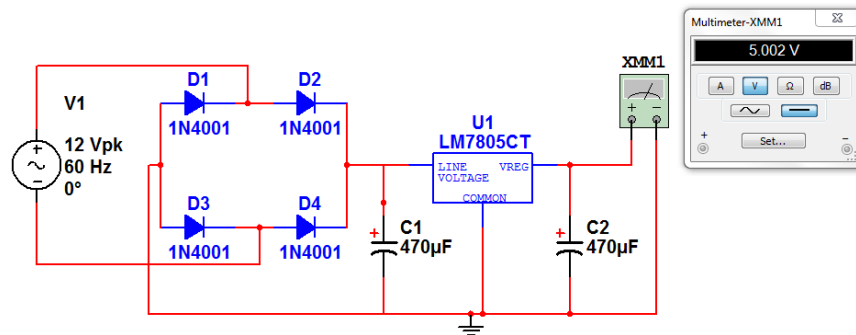 Multimeter-XMM1
5.002 V
A V Ω dB
+ Set... -
XMM1
+ -
V1
+
-
12 Vpk
60 Hz
0°
D1 D2
1N4001 1N4001
D3 D4
1N4001 1N4001
U1
LM7805CT
LINE VREG
VOLTAGE
COMMON
+ C1
470µF
+ C2
470µF